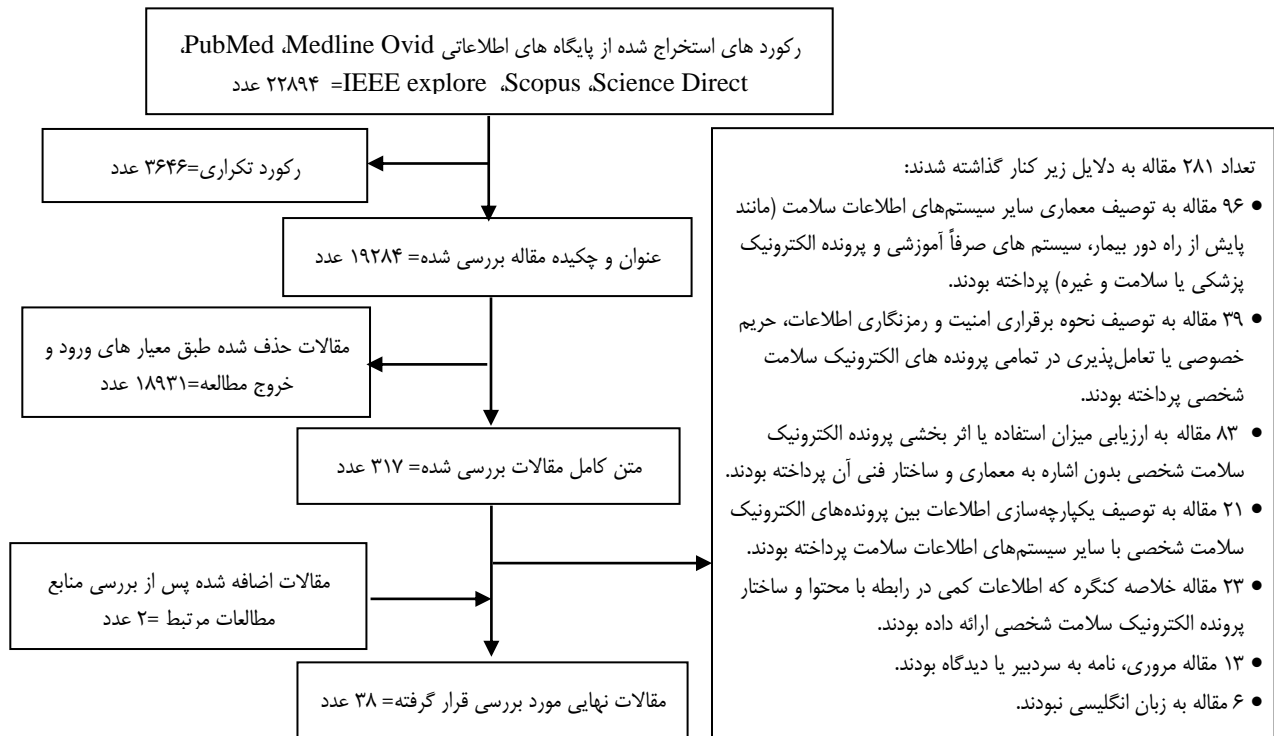 رکورد های استخراج شده از پایگاه های اطلاعاتی PubMed ،Medline Ovid،
IEEE explore ،Scopus ،Science Direct= ۲۲۸۹۴ عدد
رکورد تکراری=۳۶۴۶ عدد
عنوان و چکیده مقاله بررسی شده= ۱۹۲۸۴ عدد
مقالات حذف شده طبق معیار های ورود و
خروج مطالعه=۱۸۹۳۱ عدد
متن کامل مقالات بررسی شده= ۳۱۷ عدد
تعداد ۲۸۱ مقاله به دلایل زیر کنار گذاشته شدند:
● ۹۶ مقاله به توصیف معماری سایر سیستم‌های اطلاعات سلامت (مانند
پایش از راه دور بیمار، سیستم های صرفاً آموزشی و پرونده الکترونیک
پزشکی یا سلامت و غیره) پرداخته بودند.
● ۳۹ مقاله به توصیف نحوه برقراری امنیت و رمزنگاری اطلاعات، حریم
خصوصی یا تعامل‌پذیری در تمامی پرونده های الکترونیک سلامت
شخصی پرداخته بودند.
● ۸۳ مقاله به ارزیابی میزان استفاده یا اثر بخشی پرونده الکترونیک
سلامت شخصی بدون اشاره به معماری و ساختار فنی آن پرداخته بودند.
● ۲۱ مقاله به توصیف یکپارچه‌سازی اطلاعات بین پرونده‌های الکترونیک
سلامت شخصی با سایر سیستم‌های اطلاعات سلامت پرداخته بودند.
● ۲۳ مقاله خلاصه کنگره که اطلاعات کمی در رابطه با محتوا و ساختار
پرونده الکترونیک سلامت شخصی ارائه داده بودند.
● ۱۳ مقاله مروری، نامه به سردبیر یا دیدگاه بودند.
● ۶ مقاله به زبان انگلیسی نبودند.
مقالات اضافه شده پس از بررسی منابع
مطالعات مرتبط =۲ عدد
مقالات نهایی مورد بررسی قرار گرفته= ۳۸ عدد